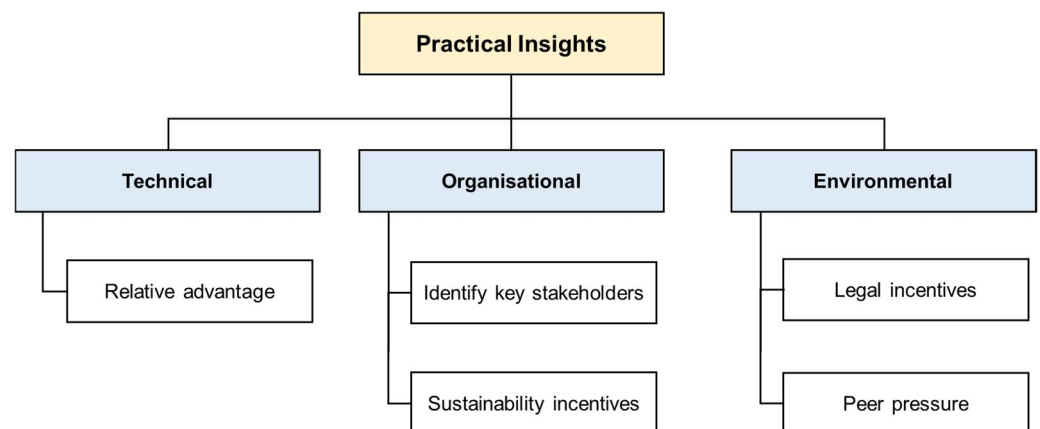 Practical Insights
Technical
Organisational
Environmental
Relative advantage
Identify key stakeholders
Legal incentives
Sustainability incentives
Peer pressure